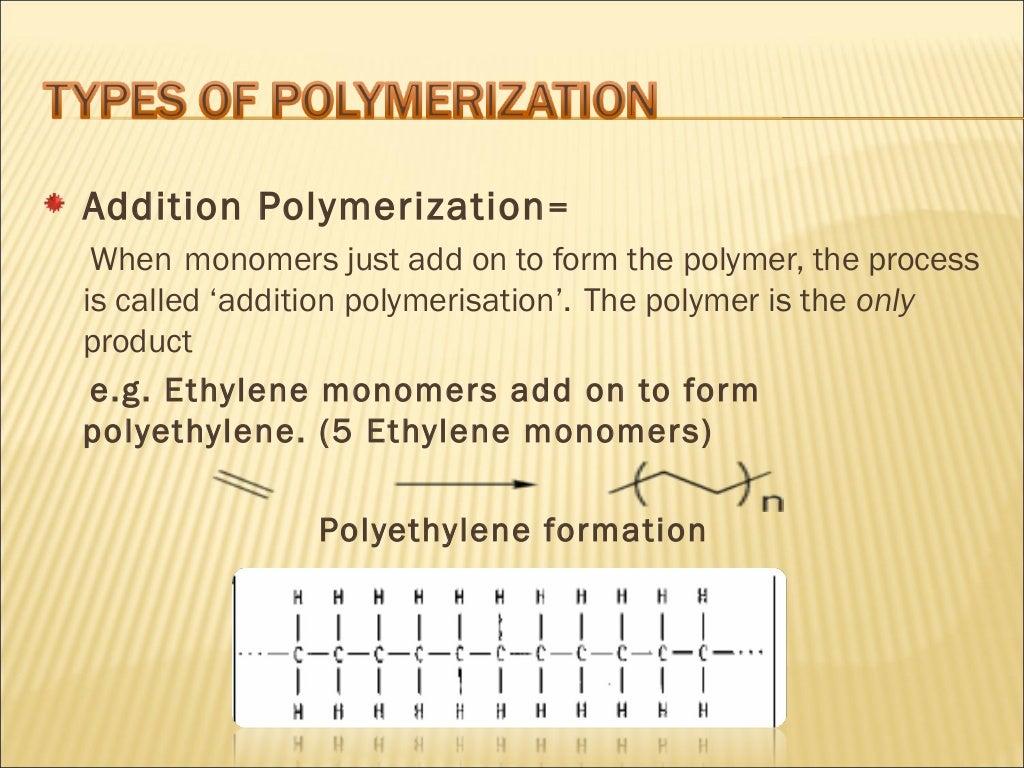 TYPES OF POLYMERIZATION
Addition Polymerization=
When monomers just add on to form the polymer, the process
is called ‘addition polymerisation’. The polymer is the only
product
e.g. Ethylene monomers add on to form
polyethylene. (5 Ethylene monomers)
n
Polyethylene formation
H H H H H H H H H H H
···—C—C—C—C—C—C—C—C—C—C—C—···
H H H H H H H H H H H